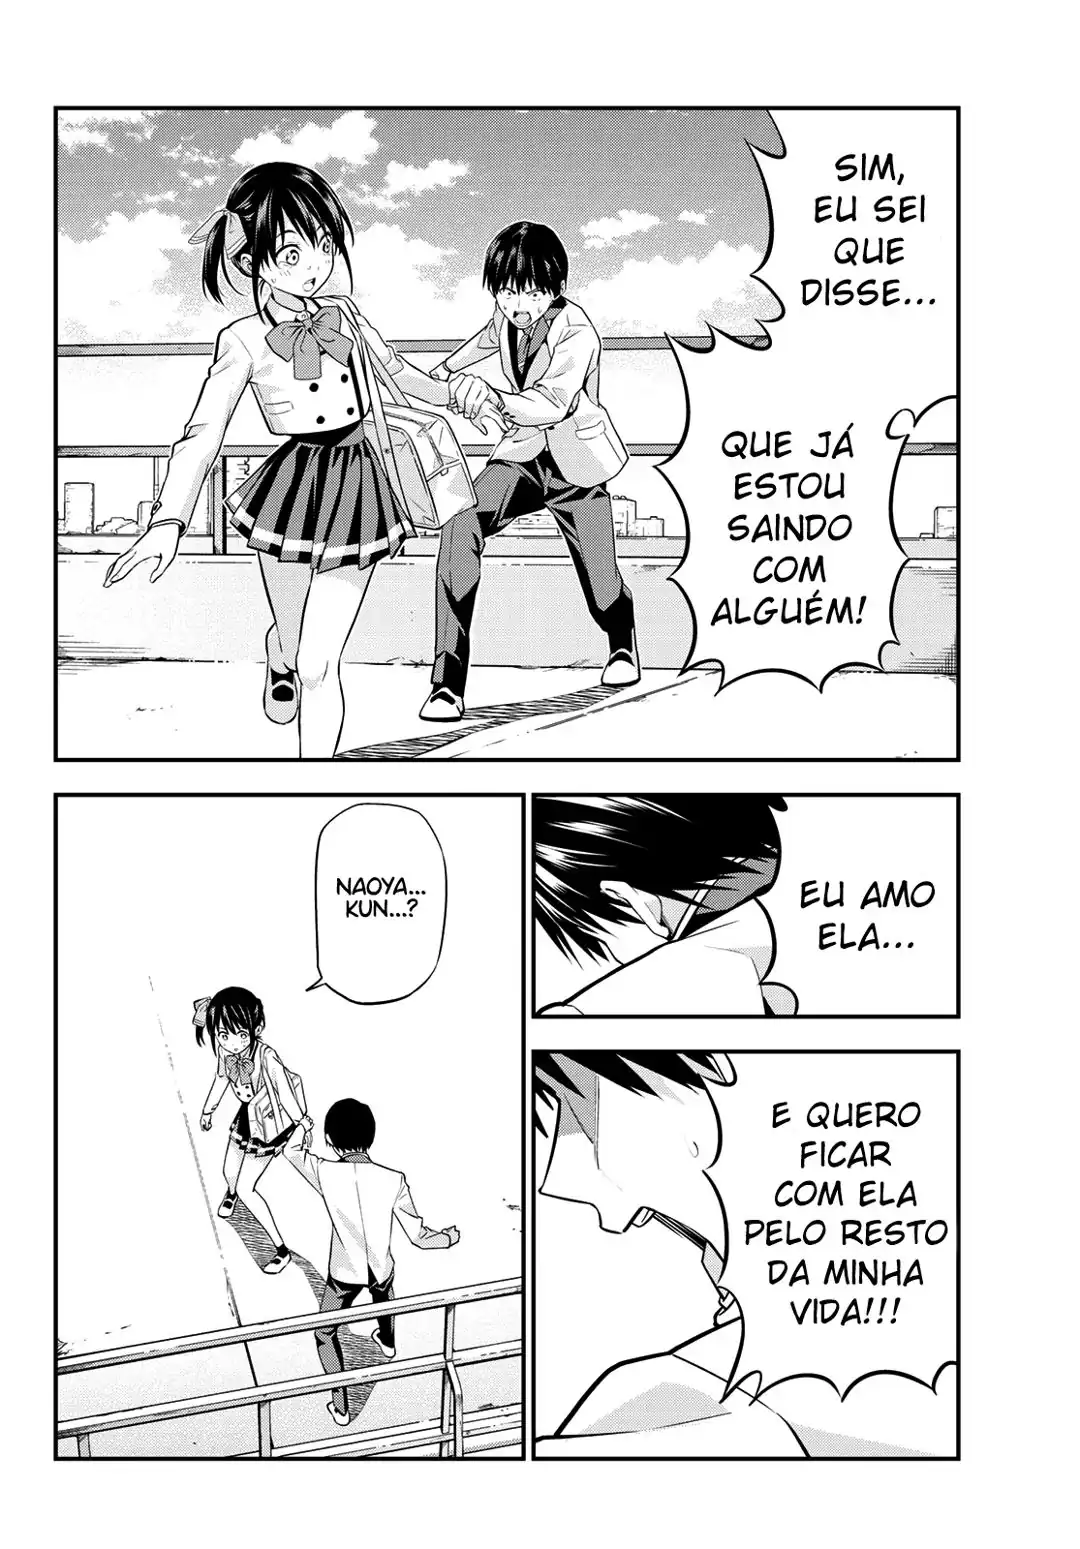 SIM,
EU SEI
QUE
DISSE...
QUE JÁ
ESTOU
SAINDO
COM
ALGUÉM!
EU AMO
ELA...
E QUERO
FICAR
COM ELA
PELO RESTO
DA MINHA
VIDA!!!
NAOYA...
KUN...?